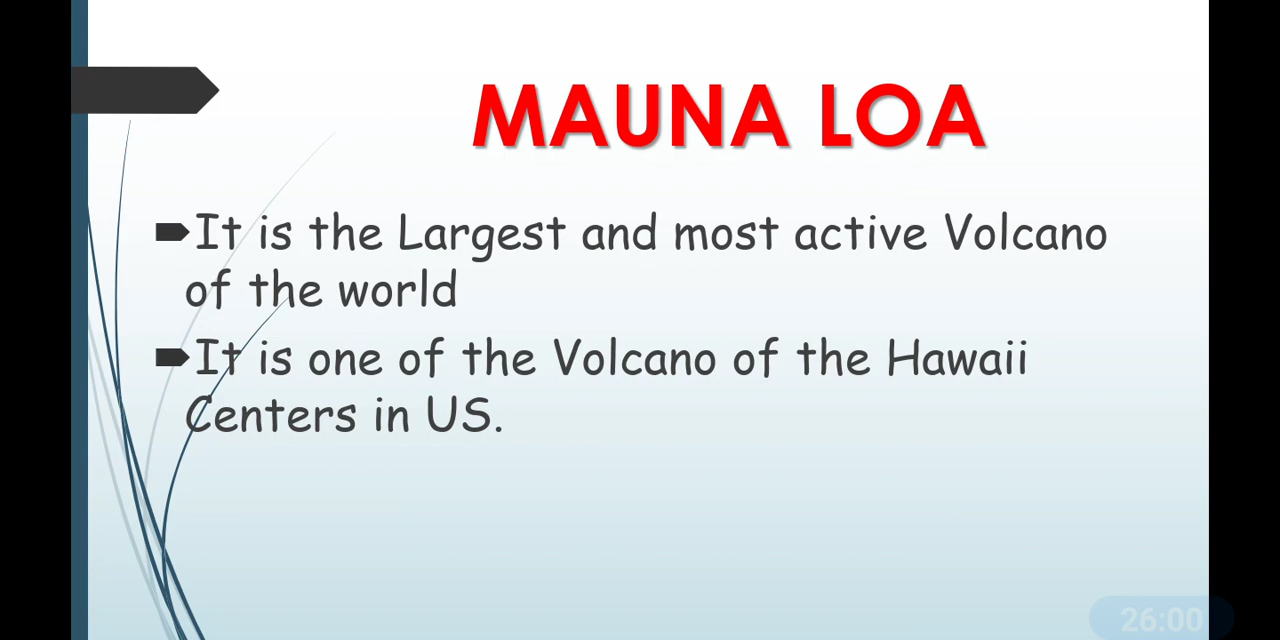 MAUNA LOA
It is the Largest and most active Volcano
of the world
It is one of the Volcano of the Hawaii
Centers in US.
26:00